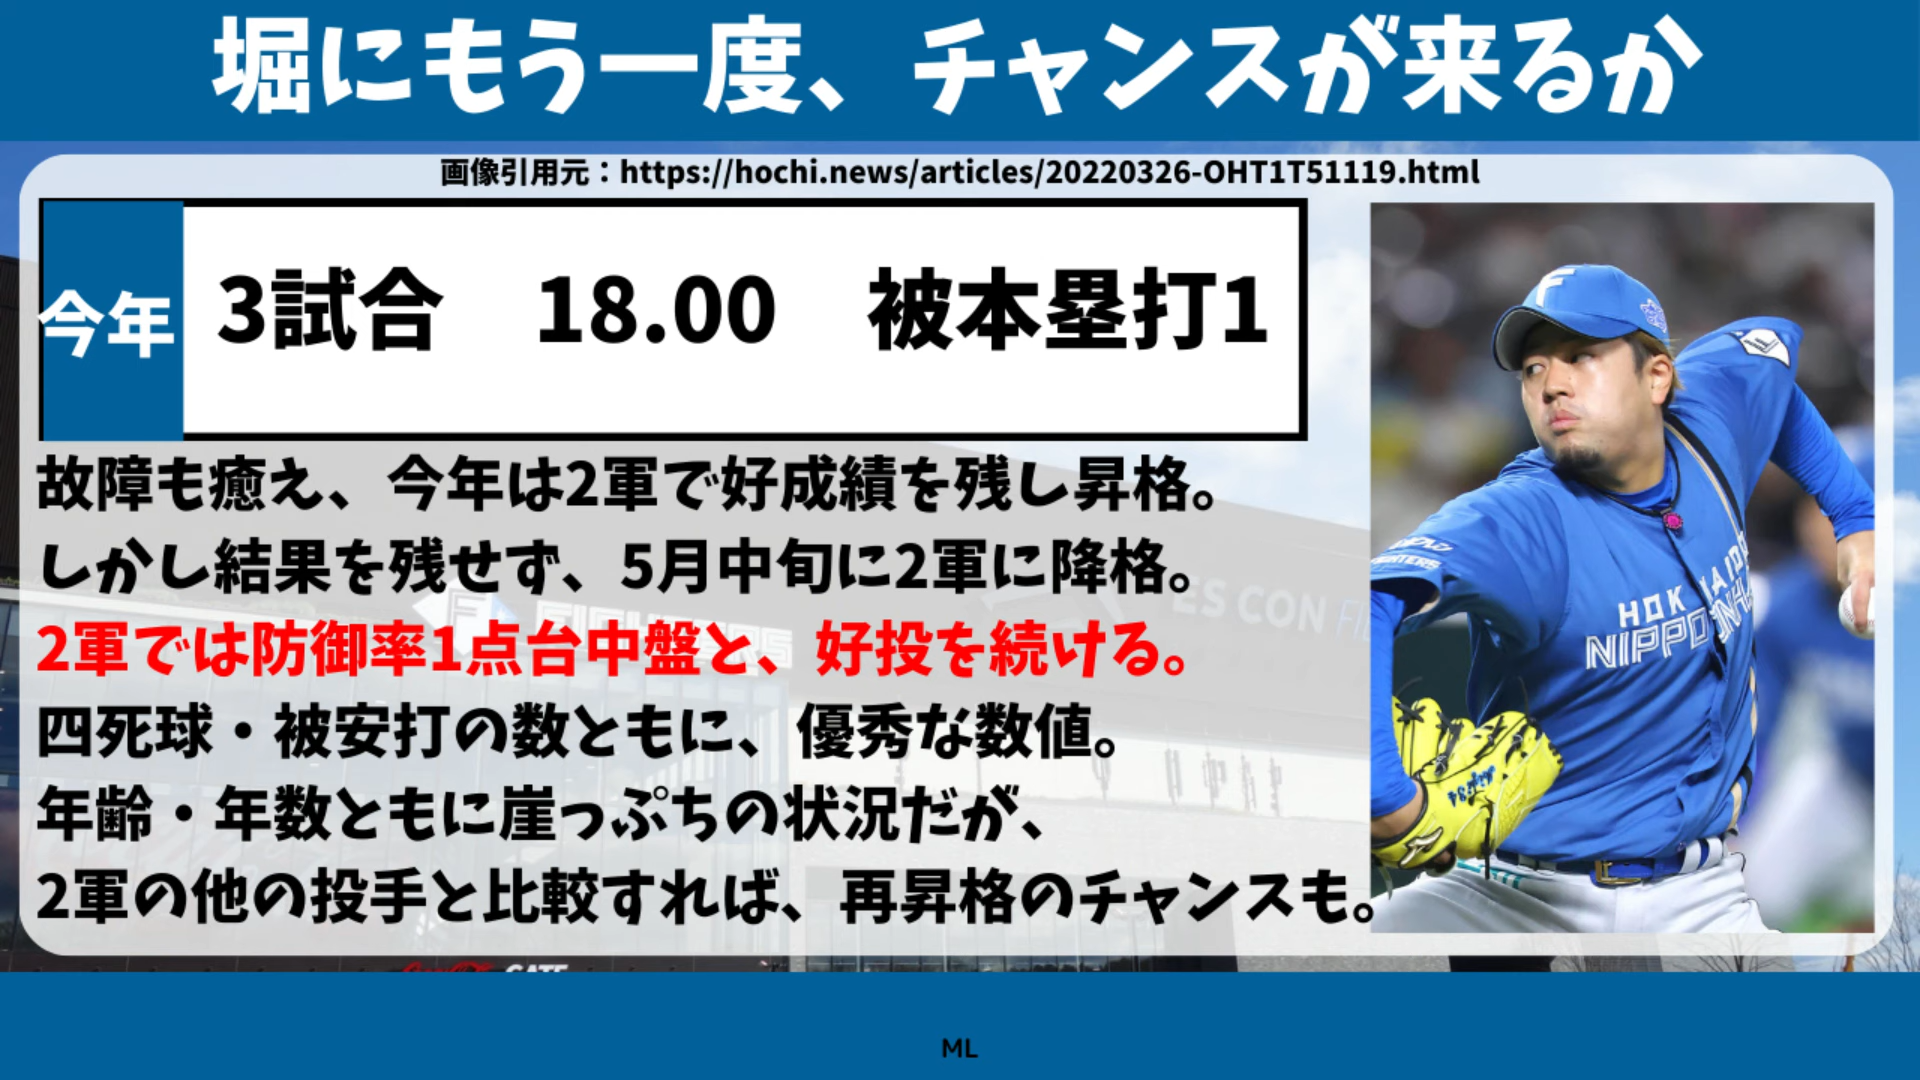 堀にもう一度、チャンスが来るか
画像引用元：https://hochi.news/articles/20220326-OHT1T51119.html
今年
3試合　18.00　被本塁打1
故障も癒え、今年は2軍で好成績を残し昇格。
しかし結果を残せず、5月中旬に2軍に降格。
2軍では防御率1点台中盤と、好投を続ける。
四死球・被安打の数ともに、優秀な数値。
年齢・年数ともに崖っぷちの状況だが、
2軍の他の投手と比較すれば、再昇格のチャンスも。
F FIGHTERS
ES CON
HOKKAIDO
NIPPONHAM
ML